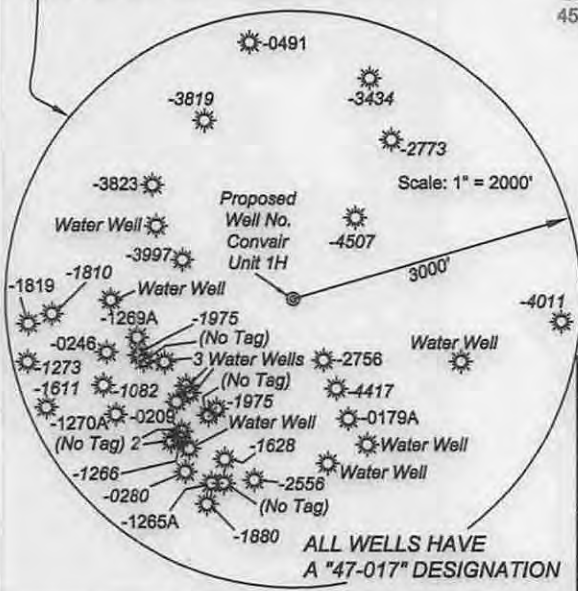 45
-0491
-3434
-3819
-2773
Scale: 1" = 2000'
-3823
Proposed
Well No.
Convair
Unit 1H
Water Well
-4507
-3997
3000'
-1819
-1810
Water Well
-4011
-1269A
-1975
(No Tag)
Water Well
-0246
3 Water Wells
-2756
-1273
(No Tag)
-1611
-1082
-1975
-4417
-1270A
-0209
Water Well
-0179A
(No Tag) 2
-1628
Water Well
-1266
Water Well
-0280
-2556
-1265A
(No Tag)
-1880
ALL WELLS HAVE
A "47-017" DESIGNATION